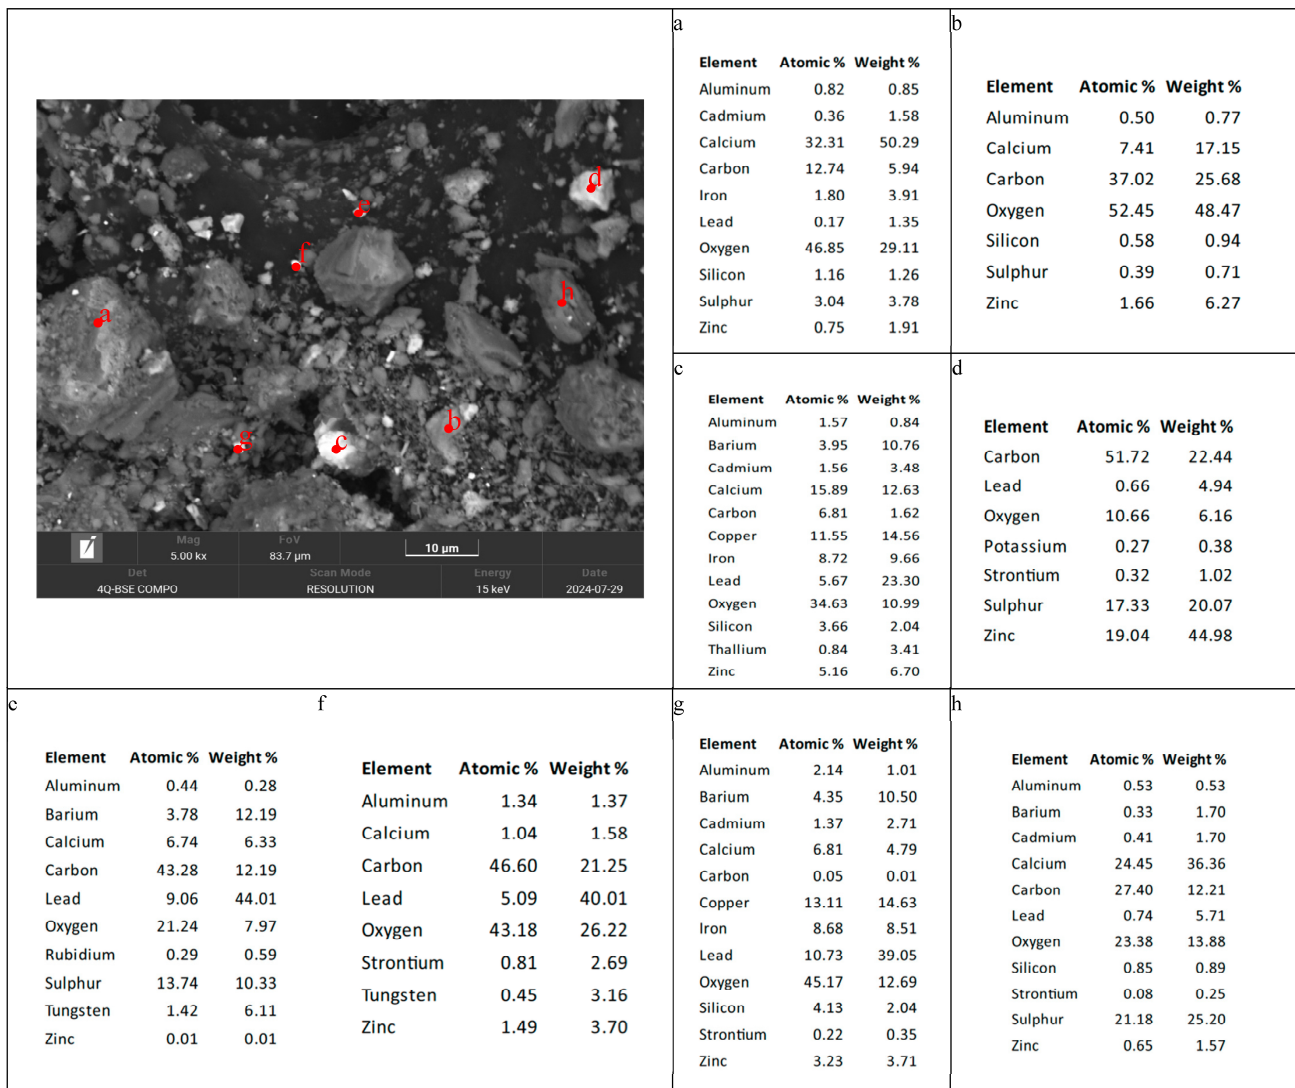 a
Element Atomic % Weight %
Aluminum 0.82 0.85
Cadmium 0.36 1.58
Calcium 32.31 50.29
Carbon 12.74 5.94
Iron 1.80 3.91
Lead 0.17 1.35
Oxygen 46.85 29.11
Silicon 1.16 1.26
Sulphur 3.04 3.78
Zinc 0.75 1.91
b
Element Atomic % Weight %
Aluminum 0.50 0.77
Calcium 7.41 17.15
Carbon 37.02 25.68
Oxygen 52.45 48.47
Silicon 0.58 0.94
Sulphur 0.39 0.71
Zinc 1.66 6.27
d
e
f
h
a
b
g
c
Mag
5.00 kx
FoV
83.7 µm
10 µm
Det
4Q-BSE COMPO
Scan Mode
RESOLUTION
Energy
15 keV
Date
2024-07-29
c
Element Atomic % Weight %
Aluminum 1.57 0.84
Barium 3.95 10.76
Cadmium 1.56 3.48
Calcium 15.89 12.63
Carbon 6.81 1.62
Copper 11.55 14.56
Iron 8.72 9.66
Lead 5.67 23.30
Oxygen 34.63 10.99
Silicon 3.66 2.04
Thallium 0.84 3.41
Zinc 5.16 6.70
d
Element Atomic % Weight %
Carbon 51.72 22.44
Lead 0.66 4.94
Oxygen 10.66 6.16
Potassium 0.27 0.38
Strontium 0.32 1.02
Sulphur 17.33 20.07
Zinc 19.04 44.98
e
Element Atomic % Weight %
Aluminum 0.44 0.28
Barium 3.78 12.19
Calcium 6.74 6.33
Carbon 43.28 12.19
Lead 9.06 44.01
Oxygen 21.24 7.97
Rubidium 0.29 0.59
Sulphur 13.74 10.33
Tungsten 1.42 6.11
Zinc 0.01 0.01
f
Element Atomic % Weight %
Aluminum 1.34 1.37
Calcium 1.04 1.58
Carbon 46.60 21.25
Lead 5.09 40.01
Oxygen 43.18 26.22
Strontium 0.81 2.69
Tungsten 0.45 3.16
Zinc 1.49 3.70
g
Element Atomic % Weight %
Aluminum 2.14 1.01
Barium 4.35 10.50
Cadmium 1.37 2.71
Calcium 6.81 4.79
Carbon 0.05 0.01
Copper 13.11 14.63
Iron 8.68 8.51
Lead 10.73 39.05
Oxygen 45.17 12.69
Silicon 4.13 2.04
Strontium 0.22 0.35
Zinc 3.23 3.71
h
Element Atomic % Weight %
Aluminum 0.53 0.53
Barium 0.33 1.70
Cadmium 0.41 1.70
Calcium 24.45 36.36
Carbon 27.40 12.21
Lead 0.74 5.71
Oxygen 23.38 13.88
Silicon 0.85 0.89
Strontium 0.08 0.25
Sulphur 21.18 25.20
Zinc 0.65 1.57